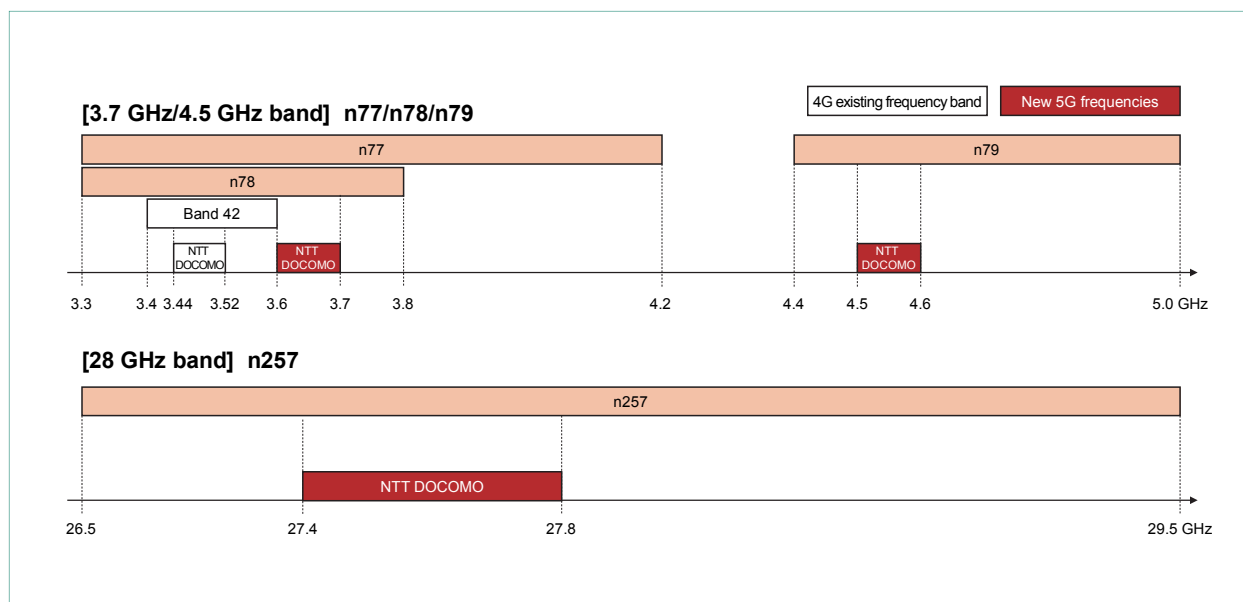 4G existing frequency band
New 5G frequencies
[3.7 GHz/4.5 GHz band] n77/n78/n79
n77
n79
n78
Band 42
NTT
DOCOMO
NTT
DOCOMO
NTT
DOCOMO
3.3
3.4
3.44
3.52
3.6
3.7
3.8
4.2
4.4
4.5
4.6
5.0 GHz
[28 GHz band] n257
n257
NTT DOCOMO
26.5
27.4
27.8
29.5 GHz